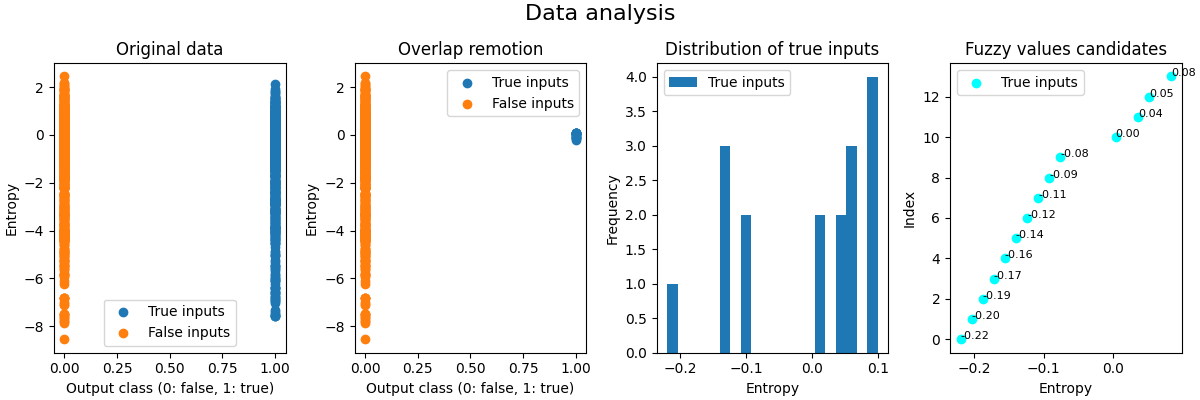 Data analysis
Original data
Entropy
2
0
−2
−4
−6
−8
True inputs
False inputs
0.00 0.25 0.50 0.75 1.00
Output class (0: false, 1: true)
Overlap remotion
Entropy
2
0
−2
−4
−6
−8
True inputs
False inputs
0.00 0.25 0.50 0.75 1.00
Output class (0: false, 1: true)
Distribution of true inputs
Frequency
4.0
3.5
3.0
2.5
2.0
1.5
1.0
0.5
0.0
True inputs
−0.2 −0.1 0.0 0.1
Entropy
Fuzzy values candidates
Index
12
10
8
6
4
2
0
True inputs
0.08
0.05
0.04
0.00
-0.08
-0.09
-0.11
-0.12
-0.14
-0.16
-0.17
-0.19
-0.20
-0.22
−0.2 −0.1 0.0
Entropy